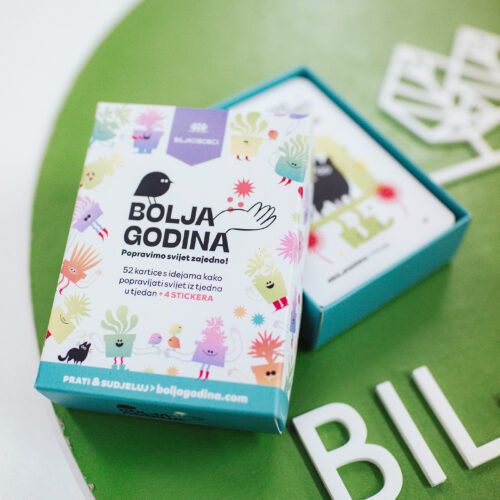 BILJKOBORCI
BOLJA
GODINA
Popravimo svijet zajedno!
52 kartice s idejama kako
popravljati svijet iz tjedna
u tjedan + 4 STICKERA
PRATI & SUDJELUJ > boljagodina.com
BIL